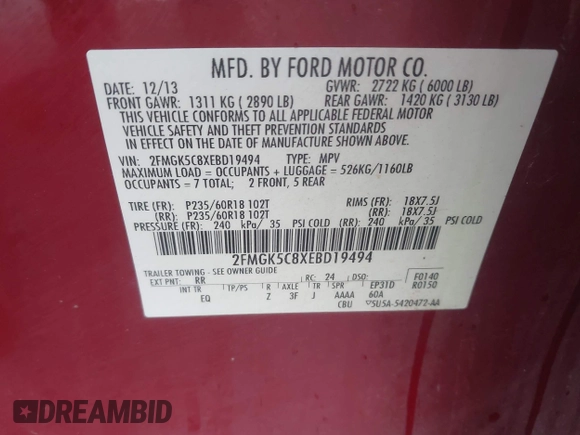 MFD. BY FORD MOTOR CO.
DATE: 12/13 GVWR: 2722 KG ( 6000 LB)
FRONT GAWR: 1311 KG ( 2890 LB) REAR GAWR: 1420 KG ( 3130 LB)
THIS VEHICLE CONFORMS TO ALL APPLICABLE FEDERAL MOTOR
VEHICLE SAFETY AND THEFT PREVENTION STANDARDS
IN EFFECT ON THE DATE OF MANUFACTURE SHOWN ABOVE.
VIN: 2FMGK5C8XEBD19494 TYPE: MPV
MAXIMUM LOAD = OCCUPANTS + LUGGAGE = 526KG/1160LB
OCCUPANTS = 7 TOTAL; 2 FRONT, 5 REAR
TIRE (FR): P235/60R18 102T RIMS (FR): 18X7.5J
(RR): P235/60R18 102T (RR): 18X7.5J
PRESSURE (FR): 240 kPa/ 35 PSI COLD (RR): 240 kPa/ 35 PSI COLD
2FMGK5C8XEBD19494
TRAILER TOWING - SEE OWNER GUIDE
EXT PNT: RR RC: 24 DSO: F0140
EP31D R0150
INT TR TP/PS R AXLE TR SPR
EQ Z 3F J AAAA 60A
CBU 5U5A-5420472-AA
DREAMBID